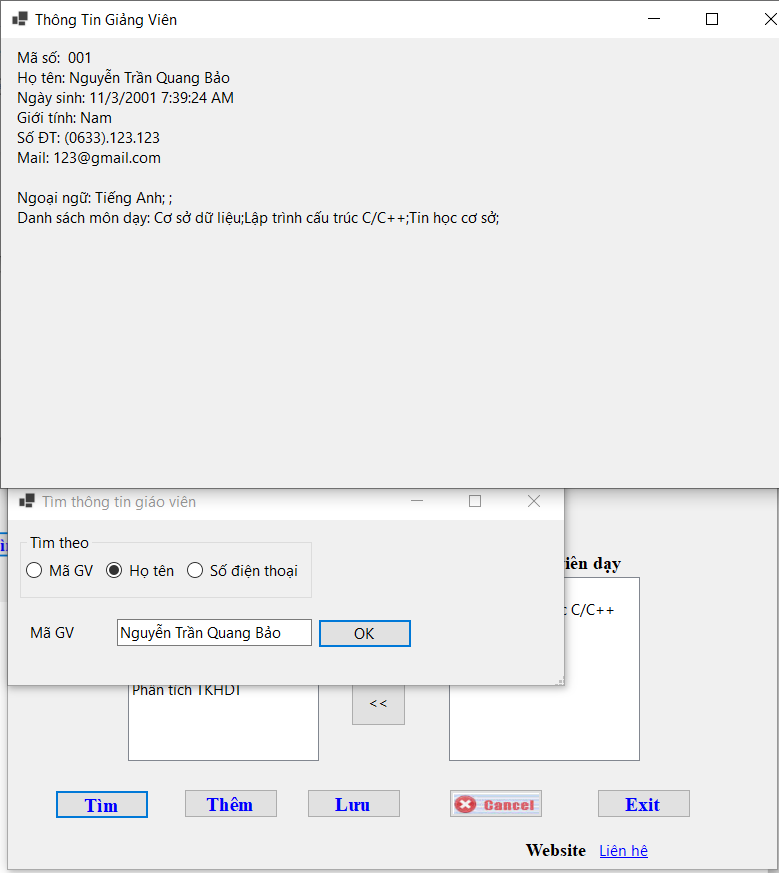 Thông Tin Giảng Viên
Mã số:  001
Họ tên: Nguyễn Trần Quang Bảo
Ngày sinh: 11/3/2001 7:39:24 AM
Giới tính: Nam
Số ĐT: (0633).123.123
Mail: 123@gmail.com
Ngoại ngữ: Tiếng Anh; ;
Danh sách môn dạy: Cơ sở dữ liệu;Lập trình cấu trúc C/C++;Tin học cơ sở;
Tìm thông tin giáo viên
Tìm theo
Mã GV Họ tên Số điện thoại
Mã GV Nguyễn Trần Quang Bảo OK
dạy
C/C++
Phân tích TKHDT
<<
Tìm Thêm Lưu Cancel Exit
Website Liên hê